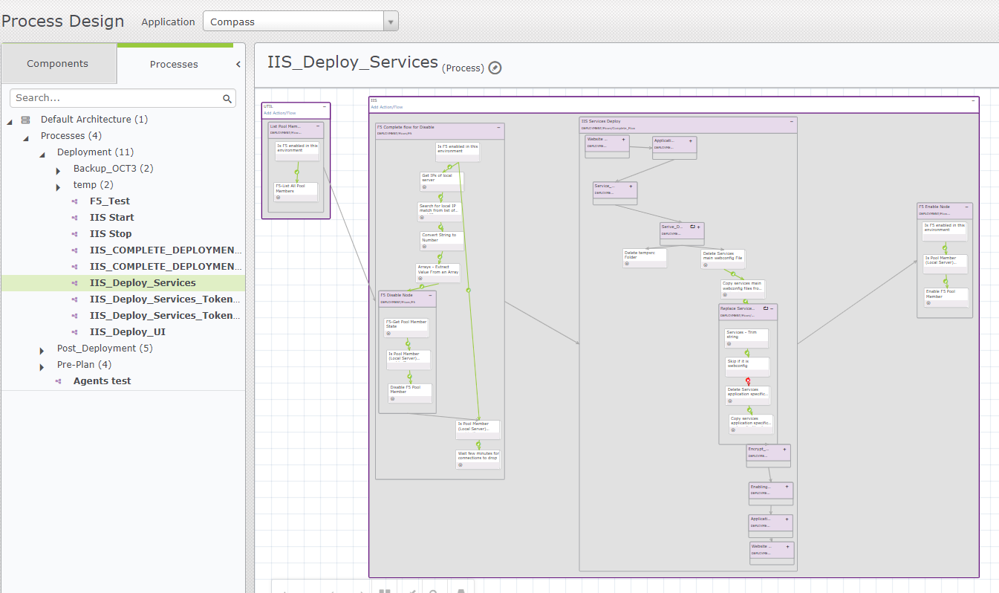 Process Design
Application
Compass
Components
Processes
Search...
Default Architecture (1)
Processes (4)
Deployment (11)
Backup_OCT3 (2)
temp (2)
F5_Test
IIS Start
IIS Stop
IIS_COMPLETE_DEPLOYMEN...
IIS_COMPLETE_DEPLOYMEN...
IIS_Deploy_Services
IIS_Deploy_Services_Token...
IIS_Deploy_Services_Token...
IIS_Deploy_UI
Post_Deployment (5)
Pre-Plan (4)
Agents test
IIS_Deploy_Services (Process)
UTIL
Add Action/Flow
List Pool Mem...
DEPLOYMENT/Flow...
Is F5 enabled in this
environment
F5-List All Pool
Members
IIS
Add Action/Flow
F5 Complete flow for Disable
DEPLOYMENT/Flows/F5
Is F5 enabled in this
environment
Get IPs of local
server
Search for local IP
match from list of...
Convert String to
Number
Arrays - Extract
Value From an Array
F5 Disable Node
DEPLOYMENT/Flows/F5
F5-Get Pool Member
State
Is Pool Member
(Local Server)...
Disable F5 Pool
Member
Is Pool Member
(Local Server)...
Wait few minutes for
connections to drop
IIS Services Deploy
DEPLOYMENT/Flows/Complete_Flow
Website ...
DEPLOYME...
Applicati...
DEPLOYME...
Service_...
DEPLOYME...
Serive_D...
DEPLOYME...
Delete tempsrc
Folder
Delete Services
main webconfig File
Copy services main
webconfig files fro...
Replace Service...
DEPLOYMENT/Flows/...
Services - Trim
string
Skip if it is
webconfig
Delete Services
application specific...
Copy services
application specific...
Encrypt_...
DEPLOYME...
Enabling...
DEPLOYME...
Applicati...
DEPLOYME...
Website ...
DEPLOYME...
F5 Enable Node
DEPLOYMENT/Flow...
Is F5 enabled in this
environment
Is Pool Member
(Local Server)...
Enable F5 Pool
Member